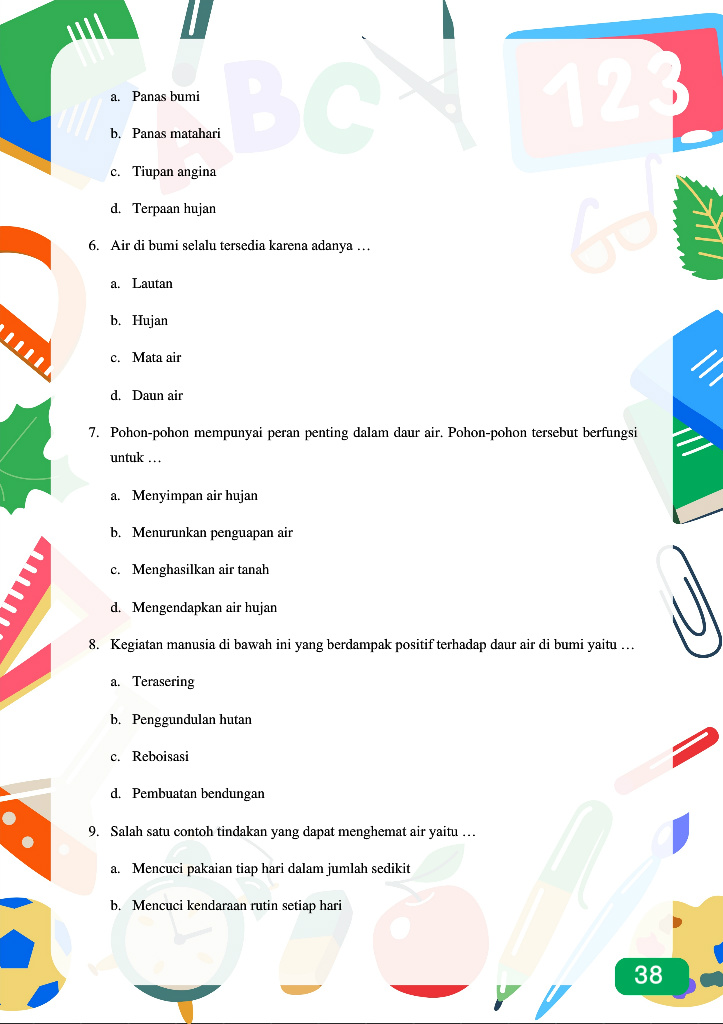 ABC
123
a. Panas bumi
b. Panas matahari
c. Tiupan angina
d. Terpaan hujan
6. Air di bumi selalu tersedia karena adanya …
a. Lautan
b. Hujan
c. Mata air
d. Daun air
7. Pohon-pohon mempunyai peran penting dalam daur air. Pohon-pohon tersebut berfungsi
untuk …
a. Menyimpan air hujan
b. Menurunkan penguapan air
c. Menghasilkan air tanah
d. Mengendapkan air hujan
8. Kegiatan manusia di bawah ini yang berdampak positif terhadap daur air di bumi yaitu …
a. Terasering
b. Penggundulan hutan
c. Reboisasi
d. Pembuatan bendungan
9. Salah satu contoh tindakan yang dapat menghemat air yaitu …
a. Mencuci pakaian tiap hari dalam jumlah sedikit
b. Mencuci kendaraan rutin setiap hari
38